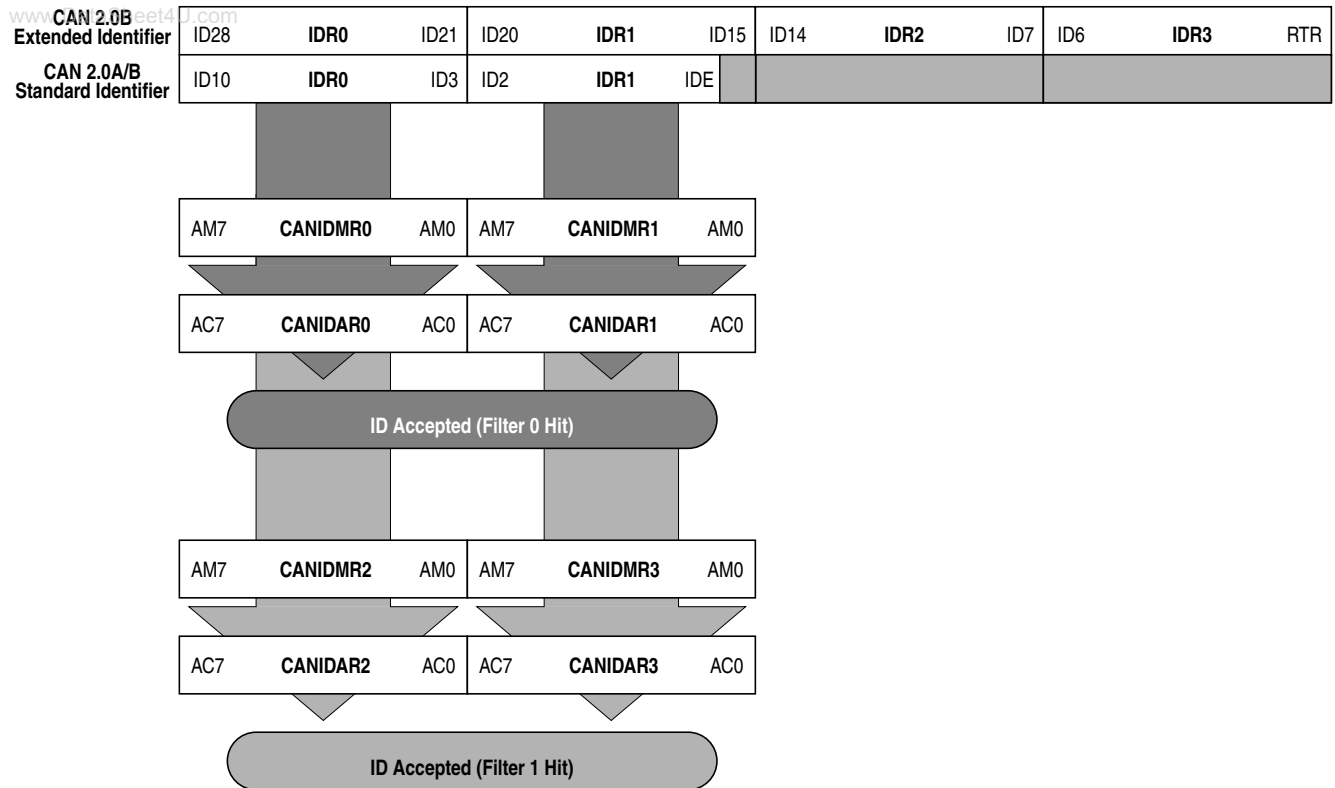 www.DataSheet4U.com
CAN 2.0B
Extended Identifier ID28 IDR0 ID21 ID20 IDR1 ID15 ID14 IDR2 ID7 ID6 IDR3 RTR
CAN 2.0A/B
Standard Identifier ID10 IDR0 ID3 ID2 IDR1 IDE
AM7 CANIDMR0 AM0 AM7 CANIDMR1 AM0
AC7 CANIDAR0 AC0 AC7 CANIDAR1 AC0
ID Accepted (Filter 0 Hit)
AM7 CANIDMR2 AM0 AM7 CANIDMR3 AM0
AC7 CANIDAR2 AC0 AC7 CANIDAR3 AC0
ID Accepted (Filter 1 Hit)